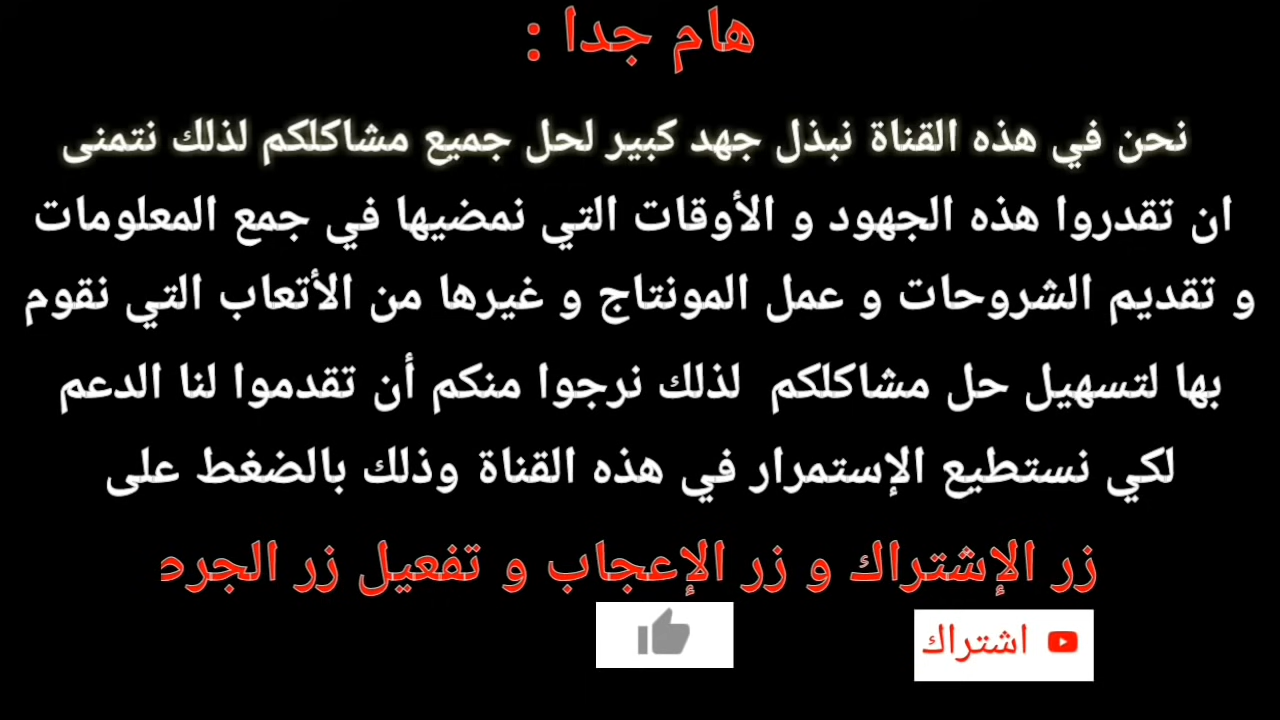 هام جدا :
نحن في هذه القناة نبذل جهد كبير لحل جميع مشاكلكم لذلك نتمنى
ان تقدروا هذه الجهود و الأوقات التي نمضيها في جمع المعلومات
و تقديم الشروحات و عمل المونتاج و غيرها من الأتعاب التي نقوم
بها لتسهيل حل مشاكلكم لذلك نرجوا منكم أن تقدموا لنا الدعم
لكي نستطيع الإستمرار في هذه القناة وذلك بالضغط على
زر الإشتراك و زر الإعجاب و تفعيل زر الجرص
اشتراك